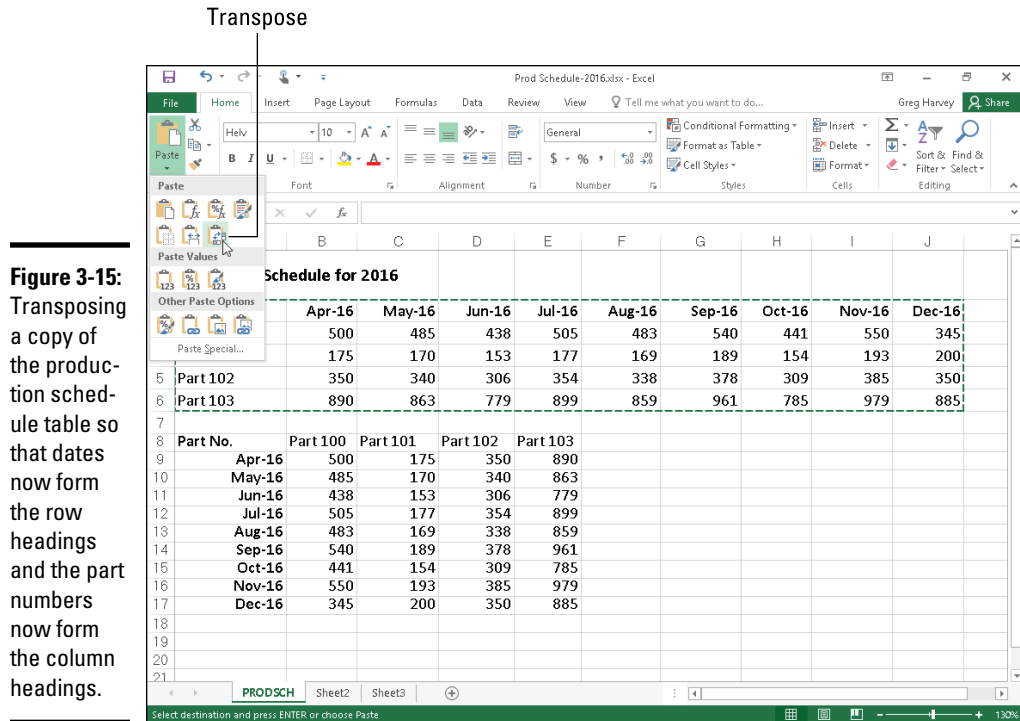 Transpose
Prod Schedule-2016.xlsx - Excel
File Home Insert Page Layout Formulas Data Review View Tell me what you want to do... Greg Harvey Share
Paste
Helv 10 A A
General
Conditional Formatting
Format as Table
Cell Styles
Insert
Delete
Format
Σ
A Z
Sort & Filter
Find & Select
B I U A
$ % , .0 .00 .00 .0
Font Alignment Number Styles Cells Editing
fx
Paste
fx %fx
Paste Values
123 % 123 123
Other Paste Options
Paste Special...
B C D E F G H I J
Schedule for 2016
Apr-16 May-16 Jun-16 Jul-16 Aug-16 Sep-16 Oct-16 Nov-16 Dec-16
500 485 438 505 483 540 441 550 345
175 170 153 177 169 189 154 193 200
5 Part 102 350 340 306 354 338 378 309 385 350
6 Part 103 890 863 779 899 859 961 785 979 885
7
8 Part No. Part 100 Part 101 Part 102 Part 103
9 Apr-16 500 175 350 890
10 May-16 485 170 340 863
11 Jun-16 438 153 306 779
12 Jul-16 505 177 354 899
13 Aug-16 483 169 338 859
14 Sep-16 540 189 378 961
15 Oct-16 441 154 309 785
16 Nov-16 550 193 385 979
17 Dec-16 345 200 350 885
18
19
20
21
PRODSCH Sheet2 Sheet3
Select destination and press ENTER or choose Paste 130%
Figure 3-15:
Transposing
a copy of
the produc-
tion sched-
ule table so
that dates
now form
the row
headings
and the part
numbers
now form
the column
headings.